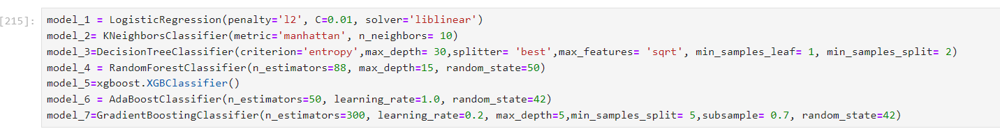 [215]:
model_1 = LogisticRegression(penalty='l2', C=0.01, solver='liblinear')
model_2= KNeighborsClassifier(metric='manhattan', n_neighbors= 10)
model_3=DecisionTreeClassifier(criterion='entropy',max_depth= 30,splitter= 'best',max_features= 'sqrt', min_samples_leaf= 1, min_samples_split= 2)
model_4 = RandomForestClassifier(n_estimators=88, max_depth=15, random_state=50)
model_5=xgboost.XGBClassifier()
model_6 = AdaBoostClassifier(n_estimators=50, learning_rate=1.0, random_state=42)
model_7=GradientBoostingClassifier(n_estimators=300, learning_rate=0.2, max_depth=5,min_samples_split= 5,subsample= 0.7, random_state=42)